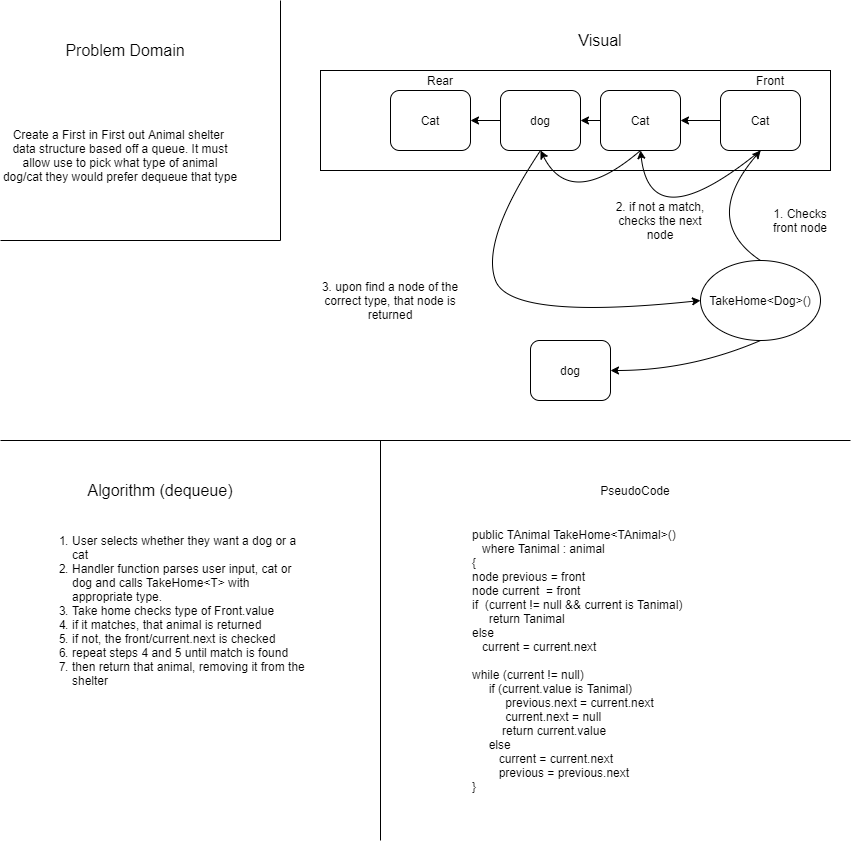 Problem Domain
Create a First in First out Animal shelter
data structure based off a queue. It must
allow use to pick what type of animal
dog/cat they would prefer dequeue that type
Visual
Rear
Front
Cat
dog
Cat
Cat
2. if not a match,
checks the next
node
1. Checks
front node
3. upon find a node of the
correct type, that node is
returned
TakeHome<Dog>()
dog
Algorithm (dequeue)
1. User selects whether they want a dog or a
cat
2. Handler function parses user input, cat or
dog and calls TakeHome<T> with
appropriate type.
3. Take home checks type of Front.value
4. if it matches, that animal is returned
5. if not, the front/current.next is checked
6. repeat steps 4 and 5 until match is found
7. then return that animal, removing it from the
shelter
PseudoCode
public TAnimal TakeHome<TAnimal>()
where Tanimal : animal
{
node previous = front
node current = front
if (current != null && current is Tanimal)
return Tanimal
else
current = current.next
while (current != null)
if (current.value is Tanimal)
previous.next = current.next
current.next = null
return current.value
else
current = current.next
previous = previous.next
}